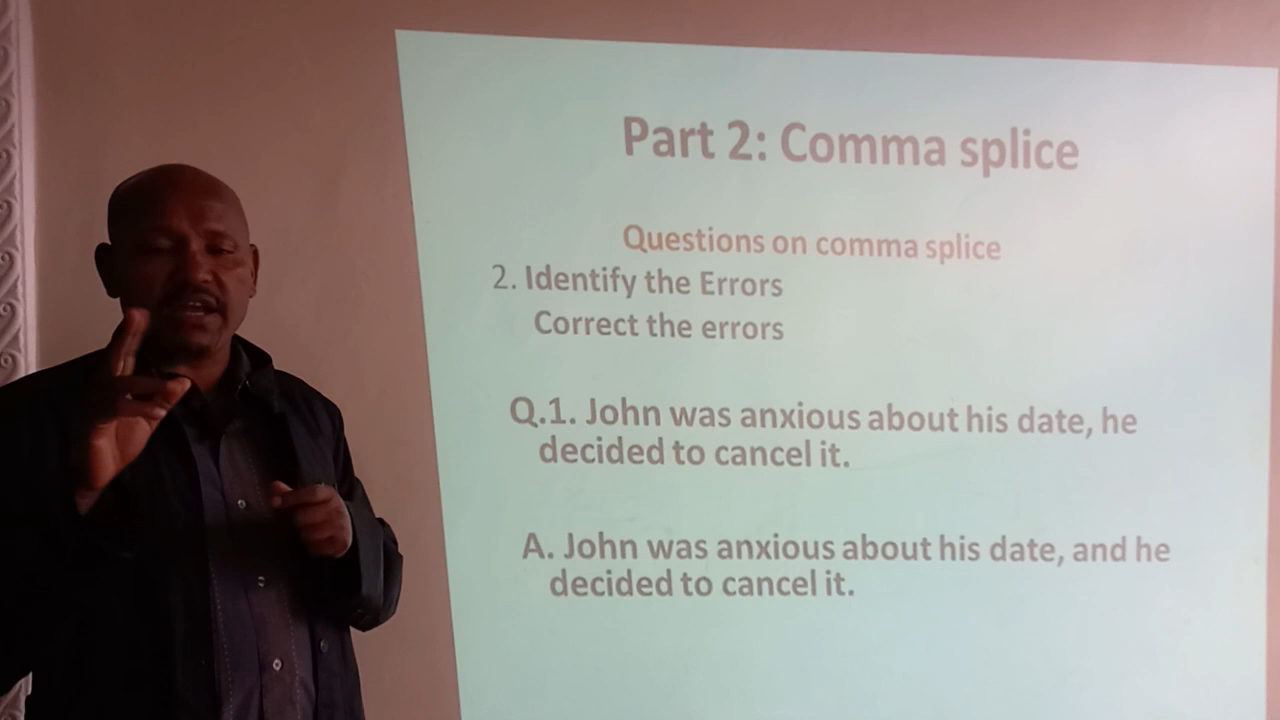 Part 2: Comma splice
Questions on comma splice
2. Identify the Errors
Correct the errors
Q.1. John was anxious about his date, he
decided to cancel it.
A. John was anxious about his date, and he
decided to cancel it.